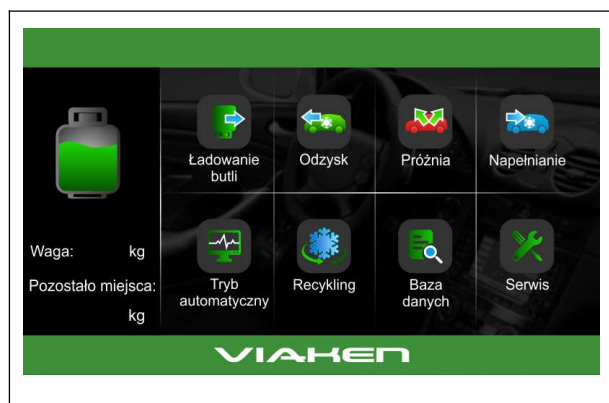 Ładowanie
butli
Odzysk
Próżnia
Napełnianie
Waga: kg
Pozostało miejsca:
kg
Tryb
automatyczny
Recykling
Baza
danych
Serwis
VIAKEN